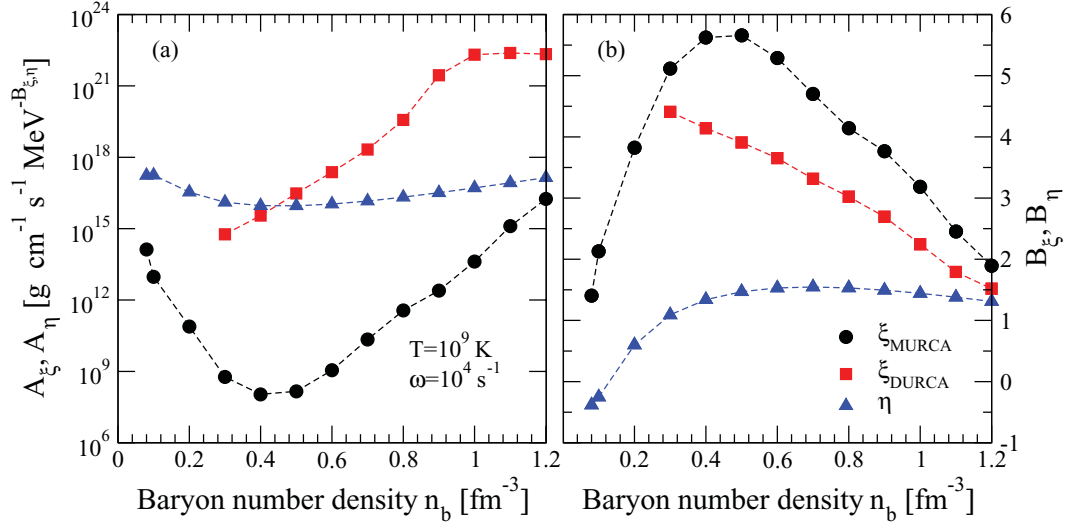 (a)
10^24
10^21
10^18
10^15
10^12
10^9
10^6
A_ξ, A_η [g cm^-1 s^-1 MeV^-B_ξ,η]
T=10^9 K
ω=10^4 s^-1
0 0.2 0.4 0.6 0.8 1 1.2
Baryon number density n_b [fm^-3]
(b)
6
5
4
3
2
1
0
-1
B_ξ, B_η
ξ_MURCA
ξ_DURCA
η
0.2 0.4 0.6 0.8 1 1.2
Baryon number density n_b [fm^-3]